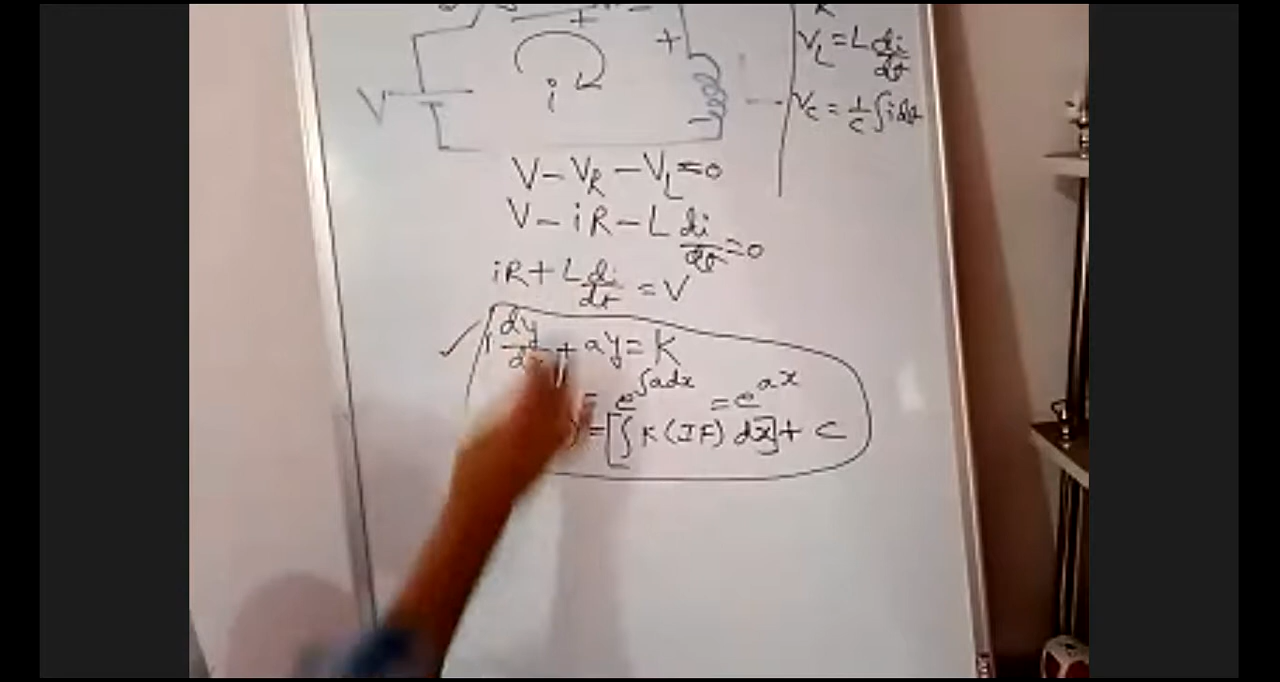 V
i
+
+
-
V_L = L di/dt
V_C = 1/C ∫ i dt
V - V_R - V_L = 0
V - iR - L di/dt = 0
iR + L di/dt = V
✓ dy/dx + ay = K
= e^∫adx = e^ax
= [∫ K (IF) dx] + C